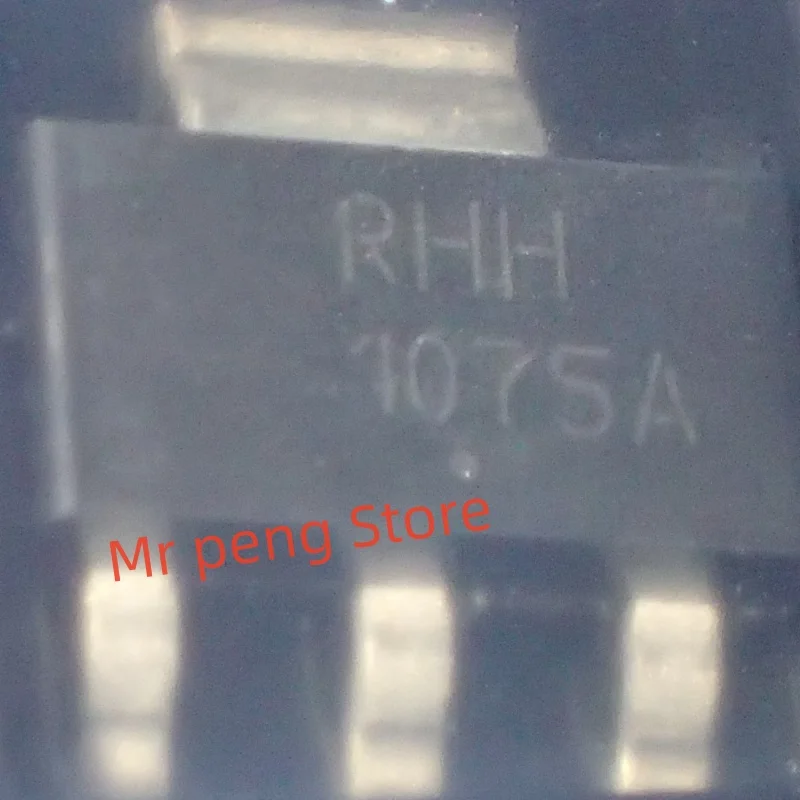 RHH
1075A
Mr peng Store